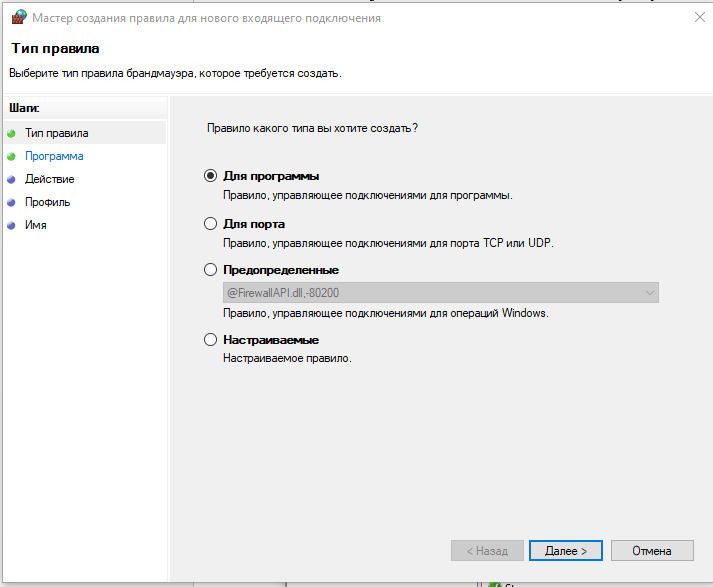 Мастер создания правила для нового входящего подключения
Тип правила
Выберите тип правила брандмауэра, которое требуется создать.
Шаги:
Тип правила
Программа
Действие
Профиль
Имя
Правило какого типа вы хотите создать?
Для программы
Правило, управляющее подключениями для программы.
Для порта
Правило, управляющее подключениями для порта TCP или UDP.
Предопределенные
@FirewallAPI.dll,-80200
Правило, управляющее подключениями для операций Windows.
Настраиваемые
Настраиваемое правило.
< Назад
Далее >
Отмена